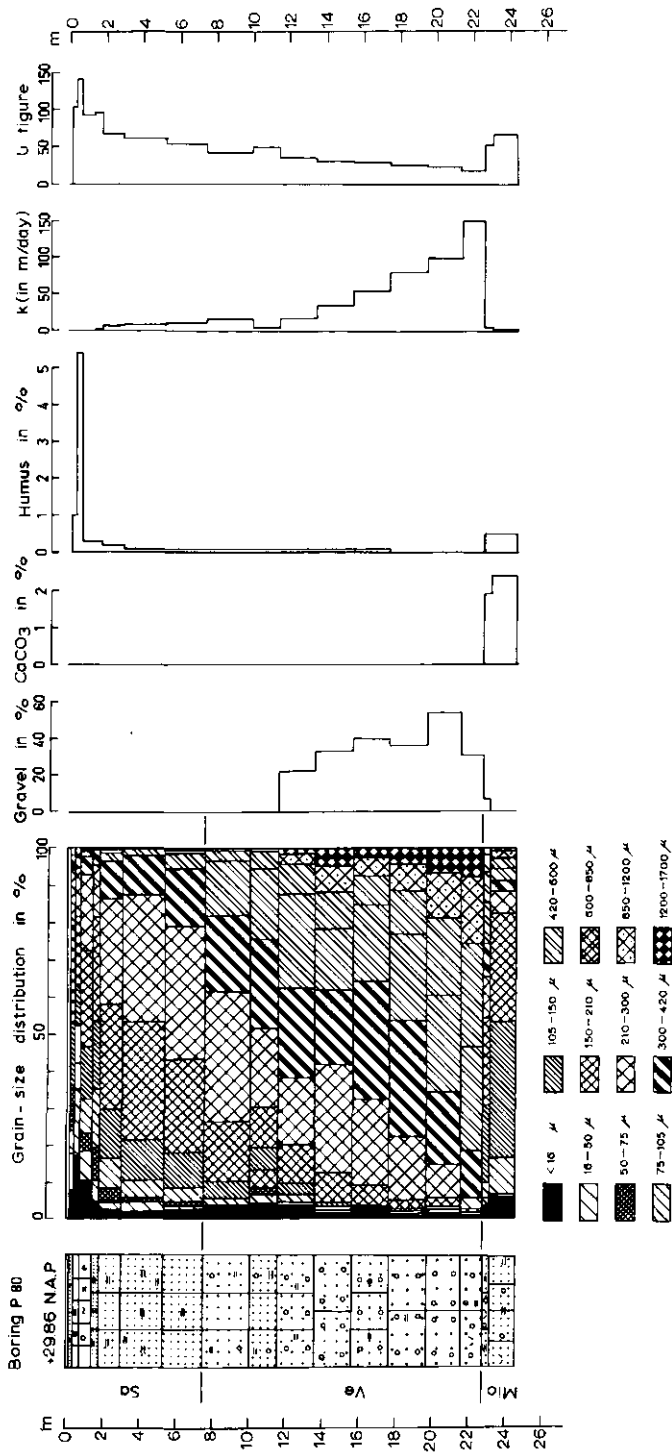 Boring P 80
+29.86 N.A.P
m
0
2
4
6
8
10
12
14
16
18
20
22
24
26
Sa
Ve
Mio
Grain-size distribution in %
0
50
100
Gravel in %
0
20
40
60
CaCO3 in %
0
1
2
Humus in %
0
1
2
3
4
5
k (in m/day)
0
50
100
150
U figure
0
50
100
150
m
0
2
4
6
8
10
12
14
16
18
20
22
24
26
<16 µ
16-50 µ
50-75 µ
75-105 µ
105-150 µ
150-210 µ
210-300 µ
300-420 µ
420-600 µ
600-850 µ
850-1200 µ
1200-1700 µ